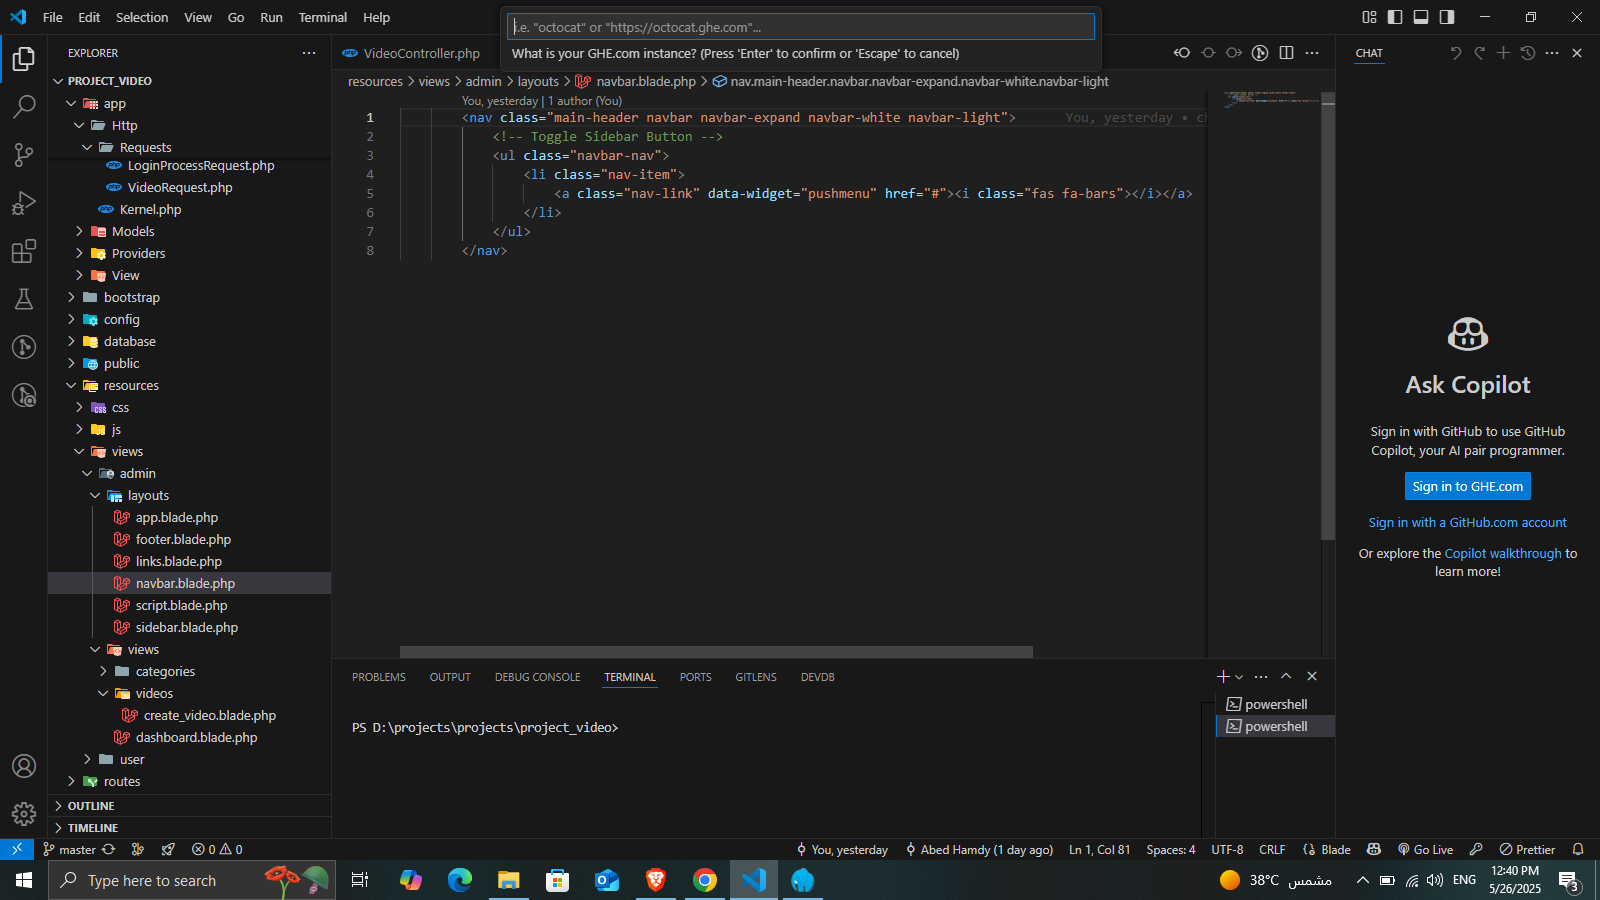 File Edit Selection View Go Run Terminal Help
i.e. "octocat" or "https://octocat.ghe.com"...
What is your GHE.com instance? (Press 'Enter' to confirm or 'Escape' to cancel)
EXPLORER
PROJECT_VIDEO
app
Http
Requests
LoginProcessRequest.php
VideoRequest.php
Kernel.php
Models
Providers
View
bootstrap
config
database
public
resources
css
js
views
admin
layouts
app.blade.php
footer.blade.php
links.blade.php
navbar.blade.php
script.blade.php
sidebar.blade.php
views
categories
videos
create_video.blade.php
dashboard.blade.php
user
routes
OUTLINE
TIMELINE
VideoController.php
resources > views > admin > layouts > navbar.blade.php > nav.main-header.navbar.navbar-expand.navbar-white.navbar-light
You, yesterday | 1 author (You)
1 <nav class="main-header navbar navbar-expand navbar-white navbar-light"> You, yesterday • ch
2 <!-- Toggle Sidebar Button -->
3 <ul class="navbar-nav">
4 <li class="nav-item">
5 <a class="nav-link" data-widget="pushmenu" href="#"><i class="fas fa-bars"></i></a>
6 </li>
7 </ul>
8 </nav>
PROBLEMS OUTPUT DEBUG CONSOLE TERMINAL PORTS GITLENS DEVDB
PS D:\projects\projects\project_video>
powershell
powershell
CHAT
Ask Copilot
Sign in with GitHub to use GitHub
Copilot, your AI pair programmer.
Sign in to GHE.com
Sign in with a GitHub.com account
Or explore the Copilot walkthrough to
learn more!
master 0 0 You, yesterday Abed Hamdy (1 day ago) Ln 1, Col 81 Spaces: 4 UTF-8 CRLF Blade Go Live Prettier
Type here to search
38°C مشمس ENG
12:40 PM
5/26/2025
3